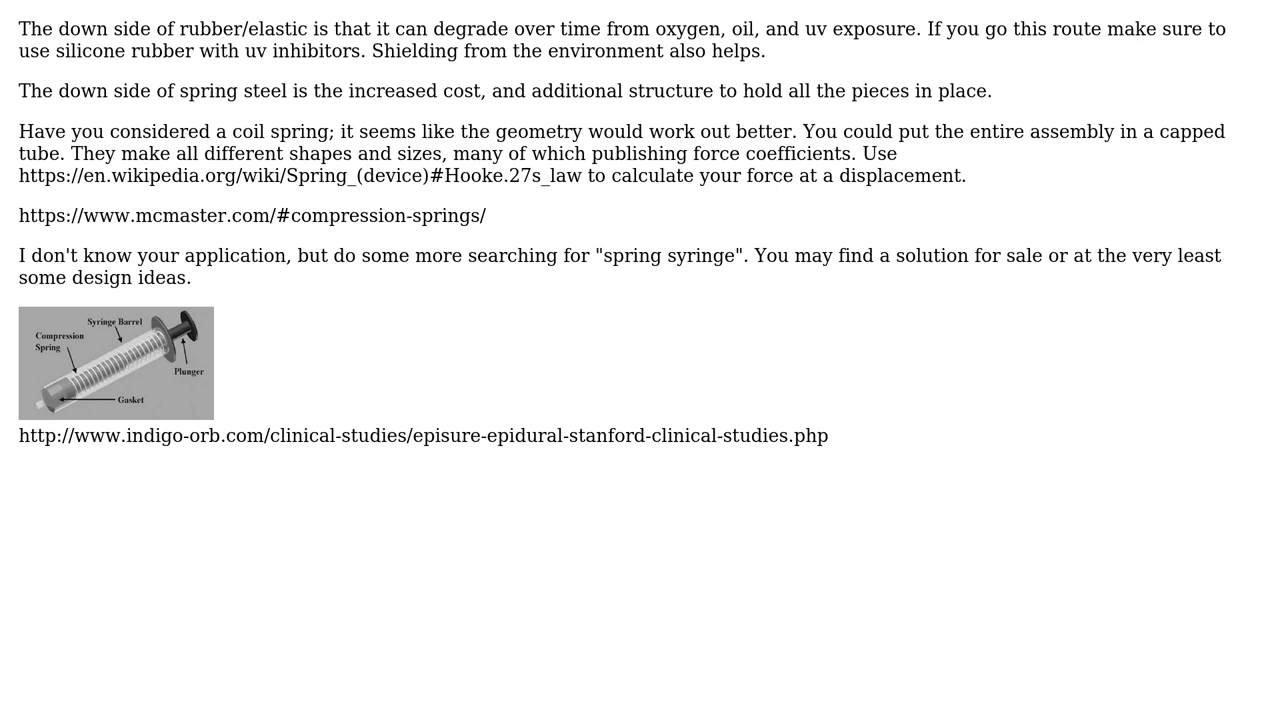 The down side of rubber/elastic is that it can degrade over time from oxygen, oil, and uv exposure. If you go this route make sure to
use silicone rubber with uv inhibitors. Shielding from the environment also helps.
The down side of spring steel is the increased cost, and additional structure to hold all the pieces in place.
Have you considered a coil spring; it seems like the geometry would work out better. You could put the entire assembly in a capped
tube. They make all different shapes and sizes, many of which publishing force coefficients. Use
https://en.wikipedia.org/wiki/Spring_(device)#Hooke.27s_law to calculate your force at a displacement.
https://www.mcmaster.com/#compression-springs/
I don't know your application, but do some more searching for "spring syringe". You may find a solution for sale or at the very least
some design ideas.
Syringe Barrel
Compression
Spring
Plunger
Gasket
http://www.indigo-orb.com/clinical-studies/episure-epidural-stanford-clinical-studies.php